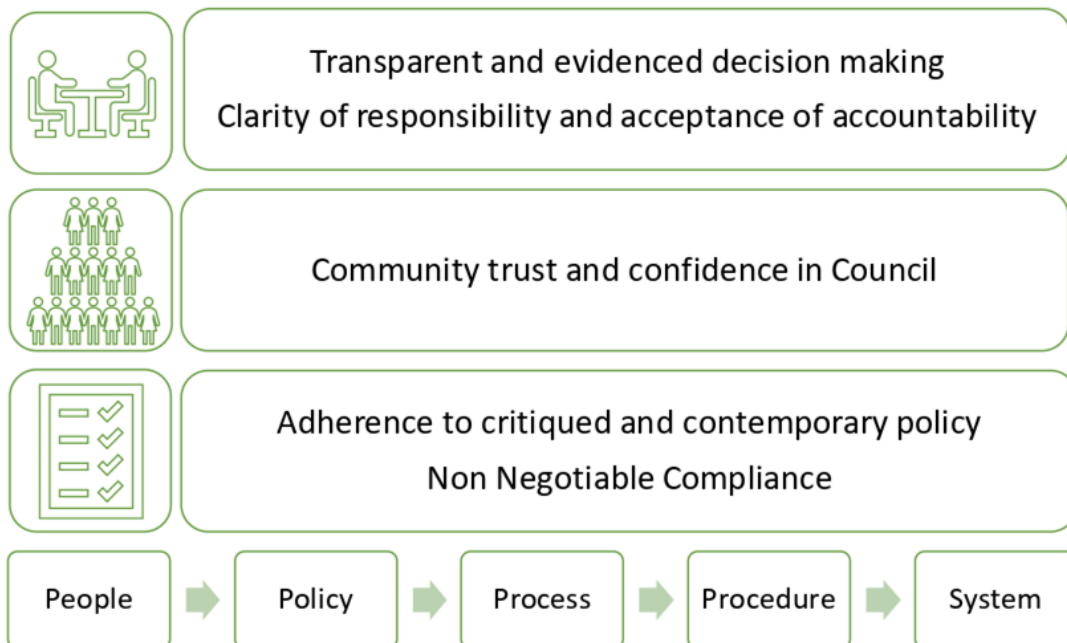 Transparent and evidenced decision making
Clarity of responsibility and acceptance of accountability
Community trust and confidence in Council
Adherence to critiqued and contemporary policy
Non Negotiable Compliance
People
Policy
Process
Procedure
System